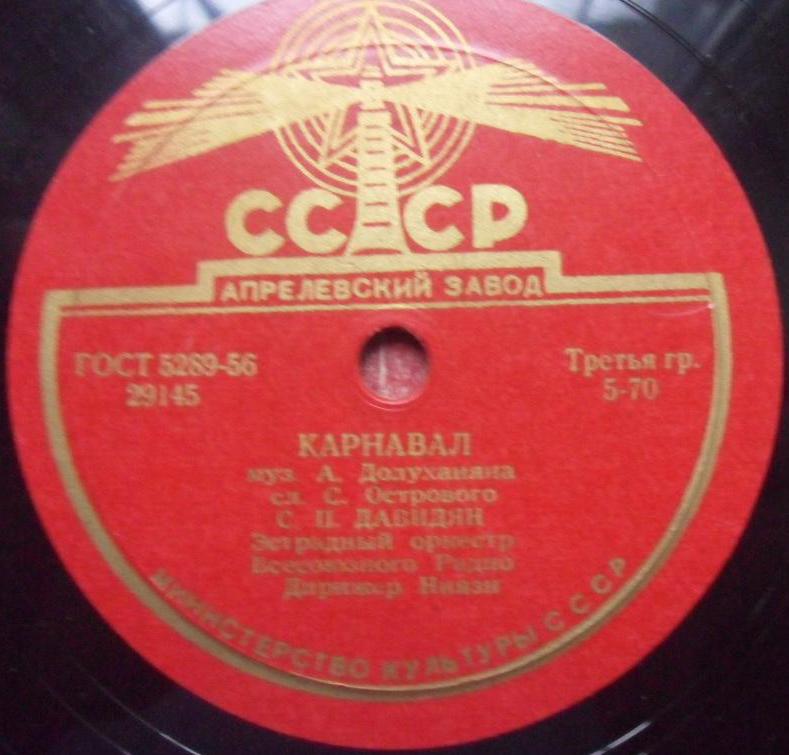 СССР
АПРЕЛЕВСКИЙ ЗАВОД
ГОСТ 5289-56
29145
Третья гр.
5-70
КАРНАВАЛ
муз. А. Долуханяна
сл. С. Острового
С. П. ДАВИДЯН
Эстрадный оркестр
Всесоюзного Радио
Дирижер Ниязи
МИНИСТЕРСТВО КУЛЬТУРЫ СССР